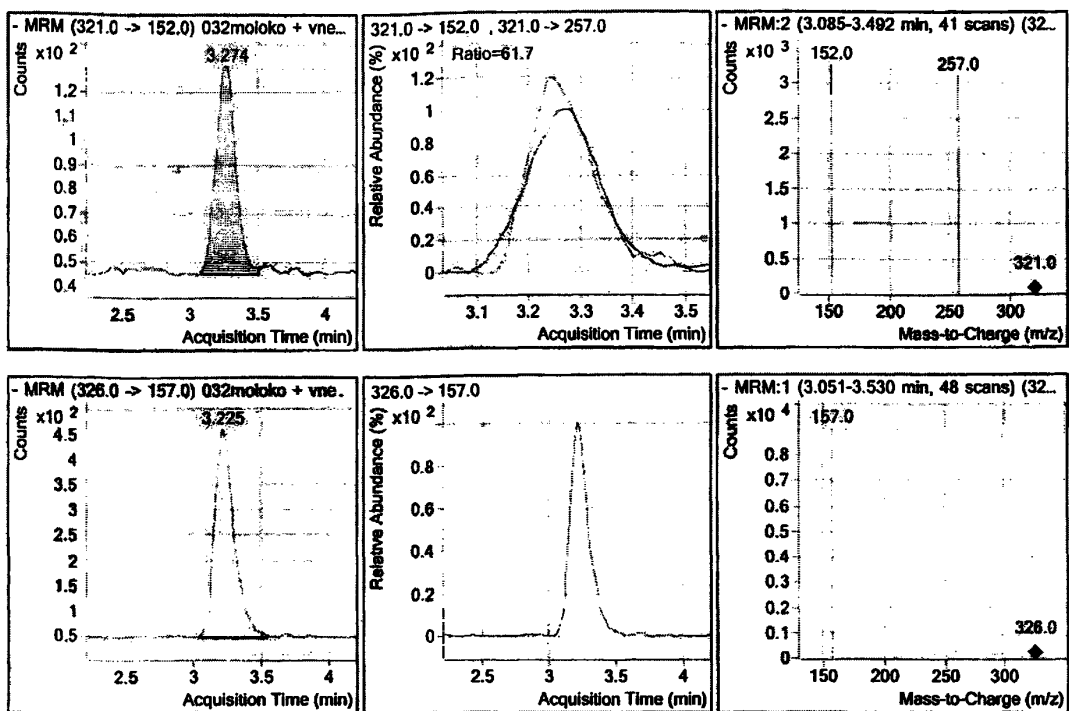 - MRM (321.0 -> 152.0) 032moloko + vne...
Counts
x10 2
3.274
1.2
1.1
1
0.9
0.8
0.7
0.6
0.5
0.4
2.5 3 3.5 4
Acquisition Time (min)
321.0 -> 152.0 , 321.0 -> 257.0
Relative Abundance (%)
x10 2
Ratio=61.7
1.2
1
0.8
0.6
0.4
0.2
0
3.1 3.2 3.3 3.4 3.5
Acquisition Time (min)
- MRM:2 (3.085-3.492 min, 41 scans) (32...
Counts
x10 3
152.0
257.0
3
2.5
2
1.5
1
0.5
321.0
0
150 200 250 300
Mass-to-Charge (m/z)
- MRM (326.0 -> 157.0) 032moloko + vne.
Counts
x10 2
3.225
4.5
4
3.5
3
2.5
2
1
0.5
2.5 3 3.5 4
Acquisition Time (min)
326.0 -> 157.0
Relative Abundance (%)
x10 2
1
0.8
0.6
0.4
0.2
0
2.5 3 3.5 4
Acquisition Time (min)
- MRM:1 (3.051-3.530 min, 48 scans) (32...
Counts
x10 4
157.0
0.8
0.7
0.6
0.5
0.4
0.3
0.2
0.1
326.0
0
150 200 250 300
Mass-to-Charge (m/z)